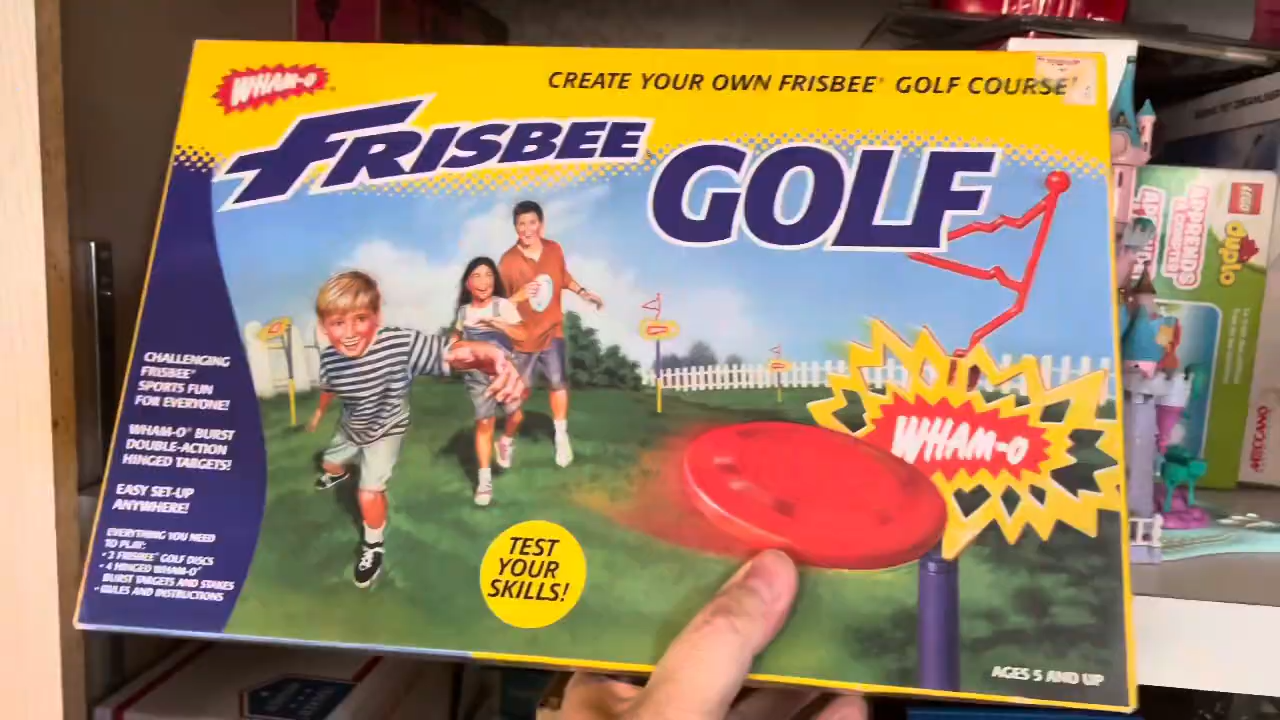 WHAM-O
CREATE YOUR OWN FRISBEE® GOLF COURSE!
FRISBEE
GOLF
CHALLENGING
FRISBEE®
SPORTS FUN
FOR EVERYONE!
WHAM-O® BURST
DOUBLE-ACTION
HINGED TARGETS!
EASY SET-UP
ANYWHERE!
EVERYTHING YOU NEED
TO PLAY:
FRISBEE® GOLF DISCS
• 4 HINGED WHAM-O®
BURST TARGETS AND STAKES
• RULES AND INSTRUCTIONS
TEST
YOUR
SKILLS!
WHAM-O
AGES 5 AND UP
LEGO
duplo
APPRENDS
MECCANO